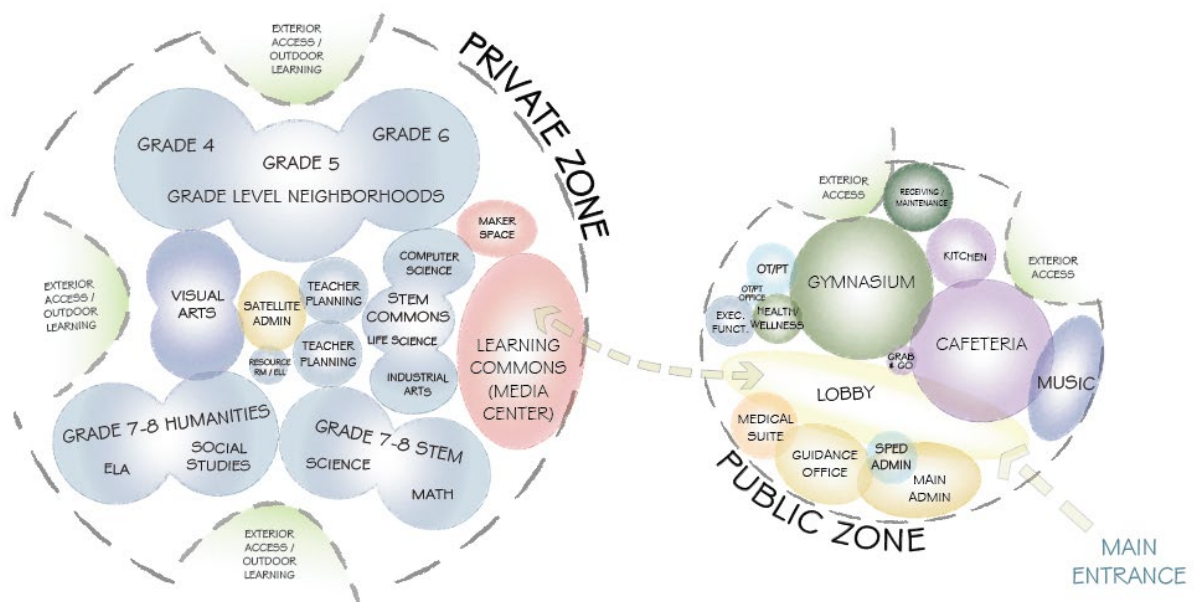 EXTERIOR
ACCESS /
OUTDOOR
LEARNING
PRIVATE ZONE
GRADE 4
GRADE 5
GRADE 6
GRADE LEVEL NEIGHBORHOODS
MAKER
SPACE
COMPUTER
SCIENCE
EXTERIOR
ACCESS /
OUTDOOR
LEARNING
VISUAL
ARTS
SATELLITE
ADMIN
TEACHER
PLANNING
STEM
COMMONS
LIFE SCIENCE
TEACHER
PLANNING
RESOURCE
RM / ELL
INDUSTRIAL
ARTS
LEARNING
COMMONS
(MEDIA
CENTER)
GRADE 7-8 HUMANITIES
ELA
SOCIAL
STUDIES
GRADE 7-8 STEM
SCIENCE
MATH
EXTERIOR
ACCESS /
OUTDOOR
LEARNING
EXTERIOR
ACCESS
RECEIVING /
MAINTENANCE
KITCHEN
EXTERIOR
ACCESS
OT/PT
OT/PT
OFFICE
GYMNASIUM
EXEC.
FUNCT.
HEALTH/
WELLNESS
GRAB
& GO
CAFETERIA
MUSIC
LOBBY
MEDICAL
SUITE
GUIDANCE
OFFICE
SPED
ADMIN
MAIN
ADMIN
PUBLIC ZONE
MAIN
ENTRANCE